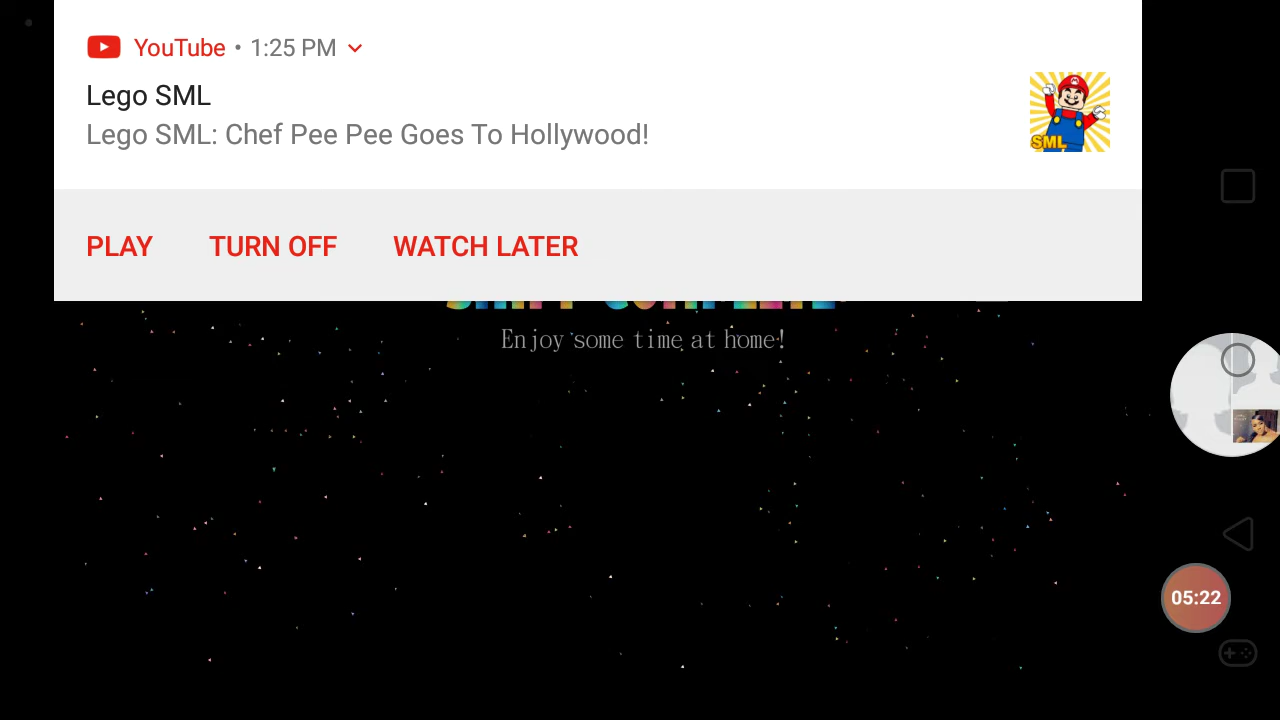 YouTube • 1:25 PM
Lego SML
Lego SML: Chef Pee Pee Goes To Hollywood!
SML
PLAY TURN OFF WATCH LATER
Enjoy some time at home!
05:22